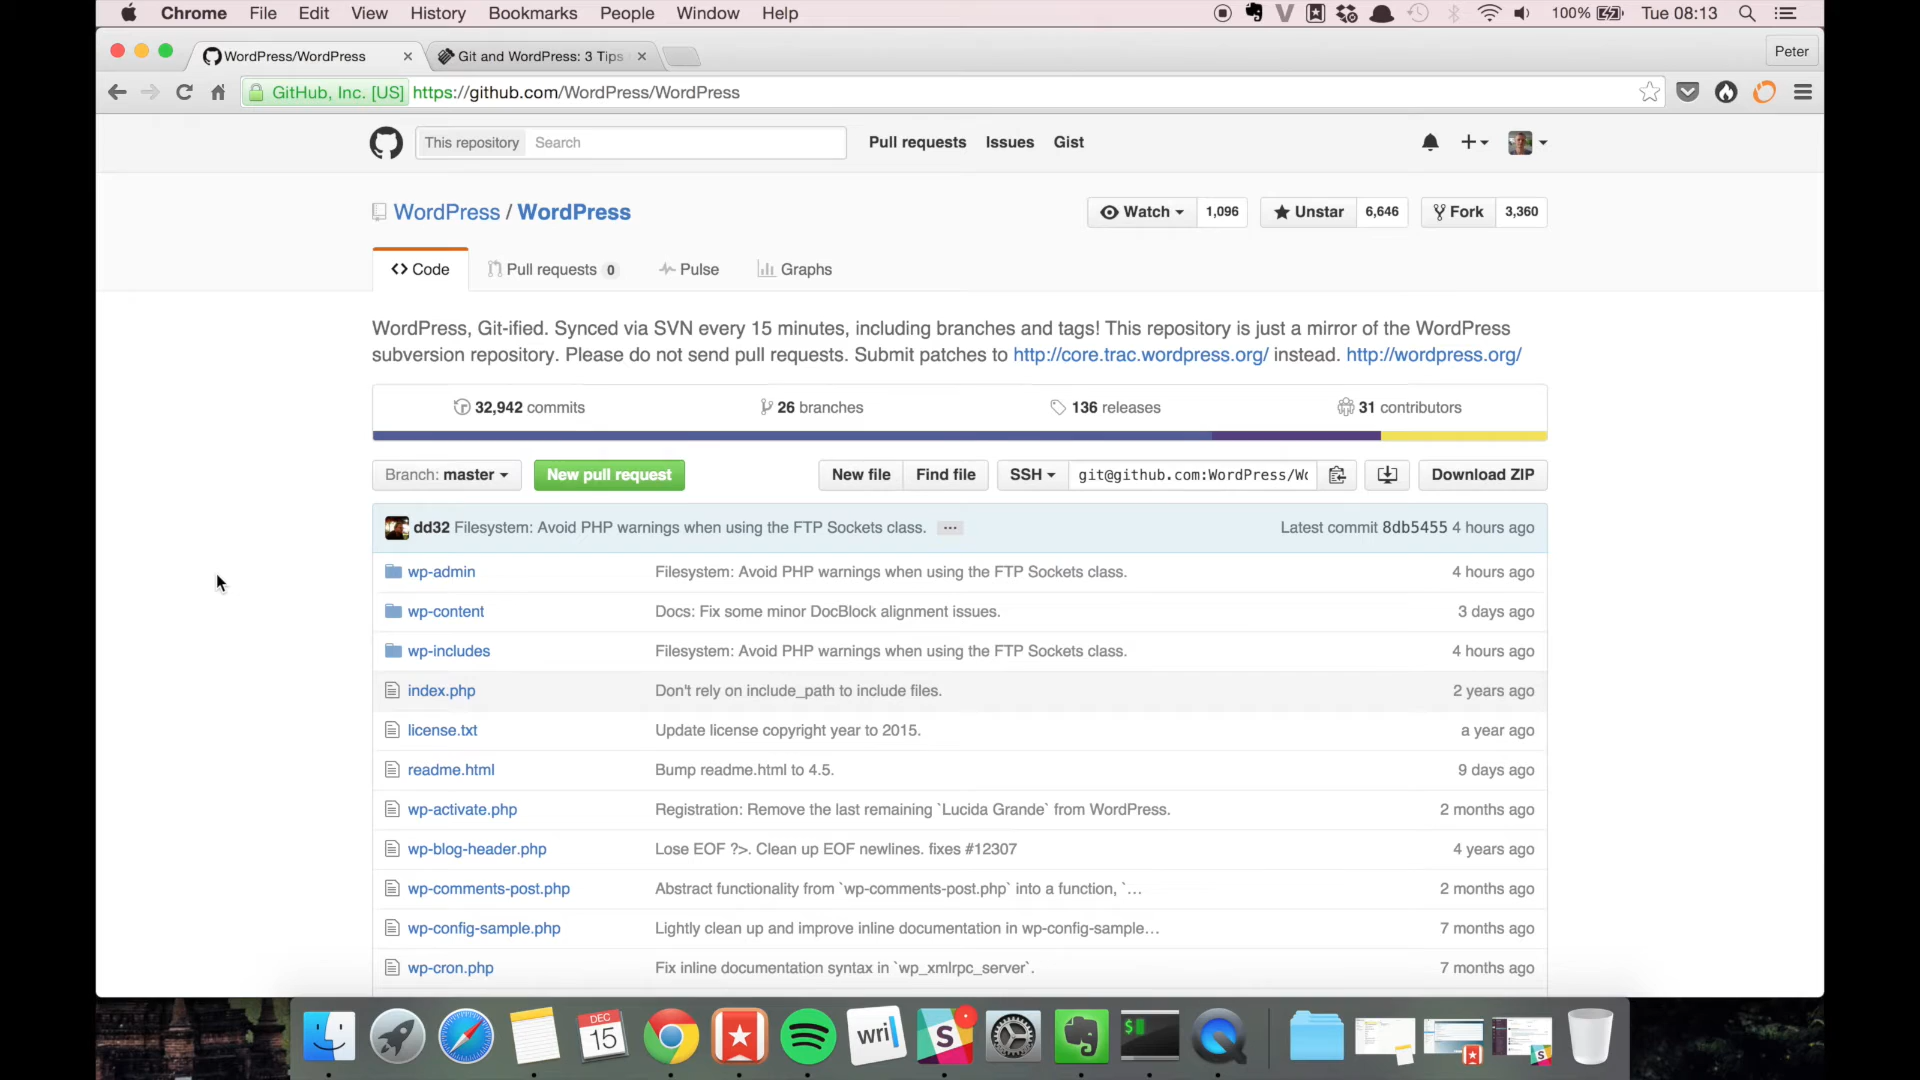 Chrome File Edit View History Bookmarks People Window Help 100% Tue 08:13
WordPress/WordPress Git and WordPress: 3 Tips Peter
GitHub, Inc. [US] https://github.com/WordPress/WordPress
This repository Search Pull requests Issues Gist
WordPress / WordPress Watch 1,096 Unstar 6,646 Fork 3,360
Code Pull requests 0 Pulse Graphs
WordPress, Git-ified. Synced via SVN every 15 minutes, including branches and tags! This repository is just a mirror of the WordPress
subversion repository. Please do not send pull requests. Submit patches to http://core.trac.wordpress.org/ instead. http://wordpress.org/
32,942 commits 26 branches 136 releases 31 contributors
Branch: master New pull request New file Find file SSH git@github.com:WordPress/Wo Download ZIP
dd32 Filesystem: Avoid PHP warnings when using the FTP Sockets class. ... Latest commit 8db5455 4 hours ago
wp-admin Filesystem: Avoid PHP warnings when using the FTP Sockets class. 4 hours ago
wp-content Docs: Fix some minor DocBlock alignment issues. 3 days ago
wp-includes Filesystem: Avoid PHP warnings when using the FTP Sockets class. 4 hours ago
index.php Don't rely on include_path to include files. 2 years ago
license.txt Update license copyright year to 2015. a year ago
readme.html Bump readme.html to 4.5. 9 days ago
wp-activate.php Registration: Remove the last remaining `Lucida Grande` from WordPress. 2 months ago
wp-blog-header.php Lose EOF ?>. Clean up EOF newlines. fixes #12307 4 years ago
wp-comments-post.php Abstract functionality from `wp-comments-post.php` into a function, `… 2 months ago
wp-config-sample.php Lightly clean up and improve inline documentation in wp-config-sample… 7 months ago
wp-cron.php Fix inline documentation syntax in `wp_xmlrpc_server`. 7 months ago
DEC
15
wri
$